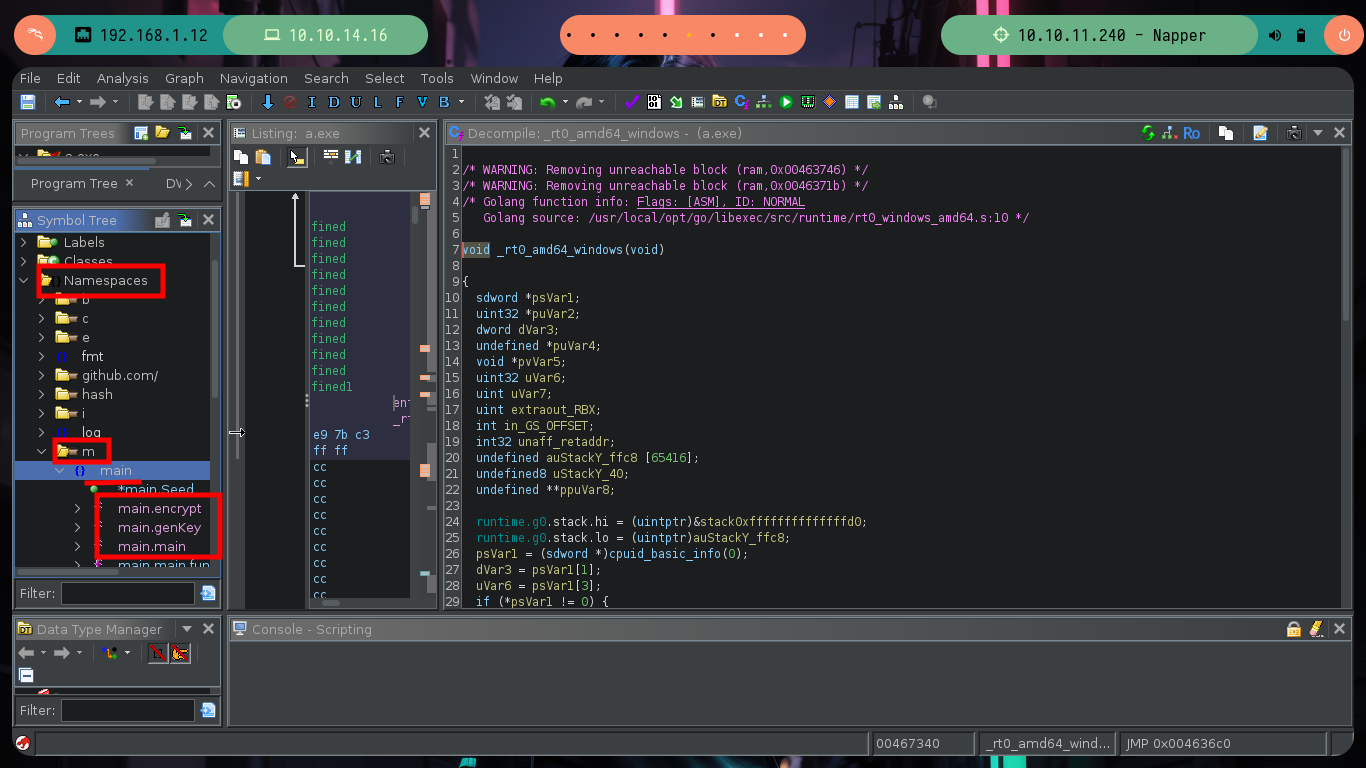 192.168.1.12
10.10.14.16
10.10.11.240 - Napper
File Edit Analysis Graph Navigation Search Select Tools Window Help
I D U L F V B
Program Trees
Program Tree
DV
Symbol Tree
Labels
Classes
Namespaces
b
c
e
fmt
github.com/
hash
i
log
m
main
*main.Seed
main.encrypt
main.genKey
main.main
main.main.fun
Filter:
Data Type Manager
Filter:
Listing: a.exe
fined
fined
fined
fined
fined
fined
fined
fined
fined
fined
fined1
ent
_r
e9 7b c3
ff ff
cc
cc
cc
cc
cc
cc
cc
cc
cc
Decompile: _rt0_amd64_windows - (a.exe)
Ro
1
2 /* WARNING: Removing unreachable block (ram,0x00463746) */
3 /* WARNING: Removing unreachable block (ram,0x0046371b) */
4 /* Golang function info: Flags: [ASM], ID: NORMAL
5 Golang source: /usr/local/opt/go/libexec/src/runtime/rt0_windows_amd64.s:10 */
6
7 void _rt0_amd64_windows(void)
8
9 {
10 sdword *psVar1;
11 uint32 *puVar2;
12 dword dVar3;
13 undefined *puVar4;
14 void *pvVar5;
15 uint32 uVar6;
16 uint uVar7;
17 uint extraout_RBX;
18 int in_GS_OFFSET;
19 int32 unaff_retaddr;
20 undefined auStackY_ffc8 [65416];
21 undefined8 uStackY_40;
22 undefined **ppuVar8;
23
24 runtime.g0.stack.hi = (uintptr)&stack0xffffffffffffffd0;
25 runtime.g0.stack.lo = (uintptr)auStackY_ffc8;
26 psVar1 = (sdword *)cpuid_basic_info(0);
27 dVar3 = psVar1[1];
28 uVar6 = psVar1[3];
29 if (*psVar1 != 0) {
Console - Scripting
00467340
_rt0_amd64_wind...
JMP 0x004636c0